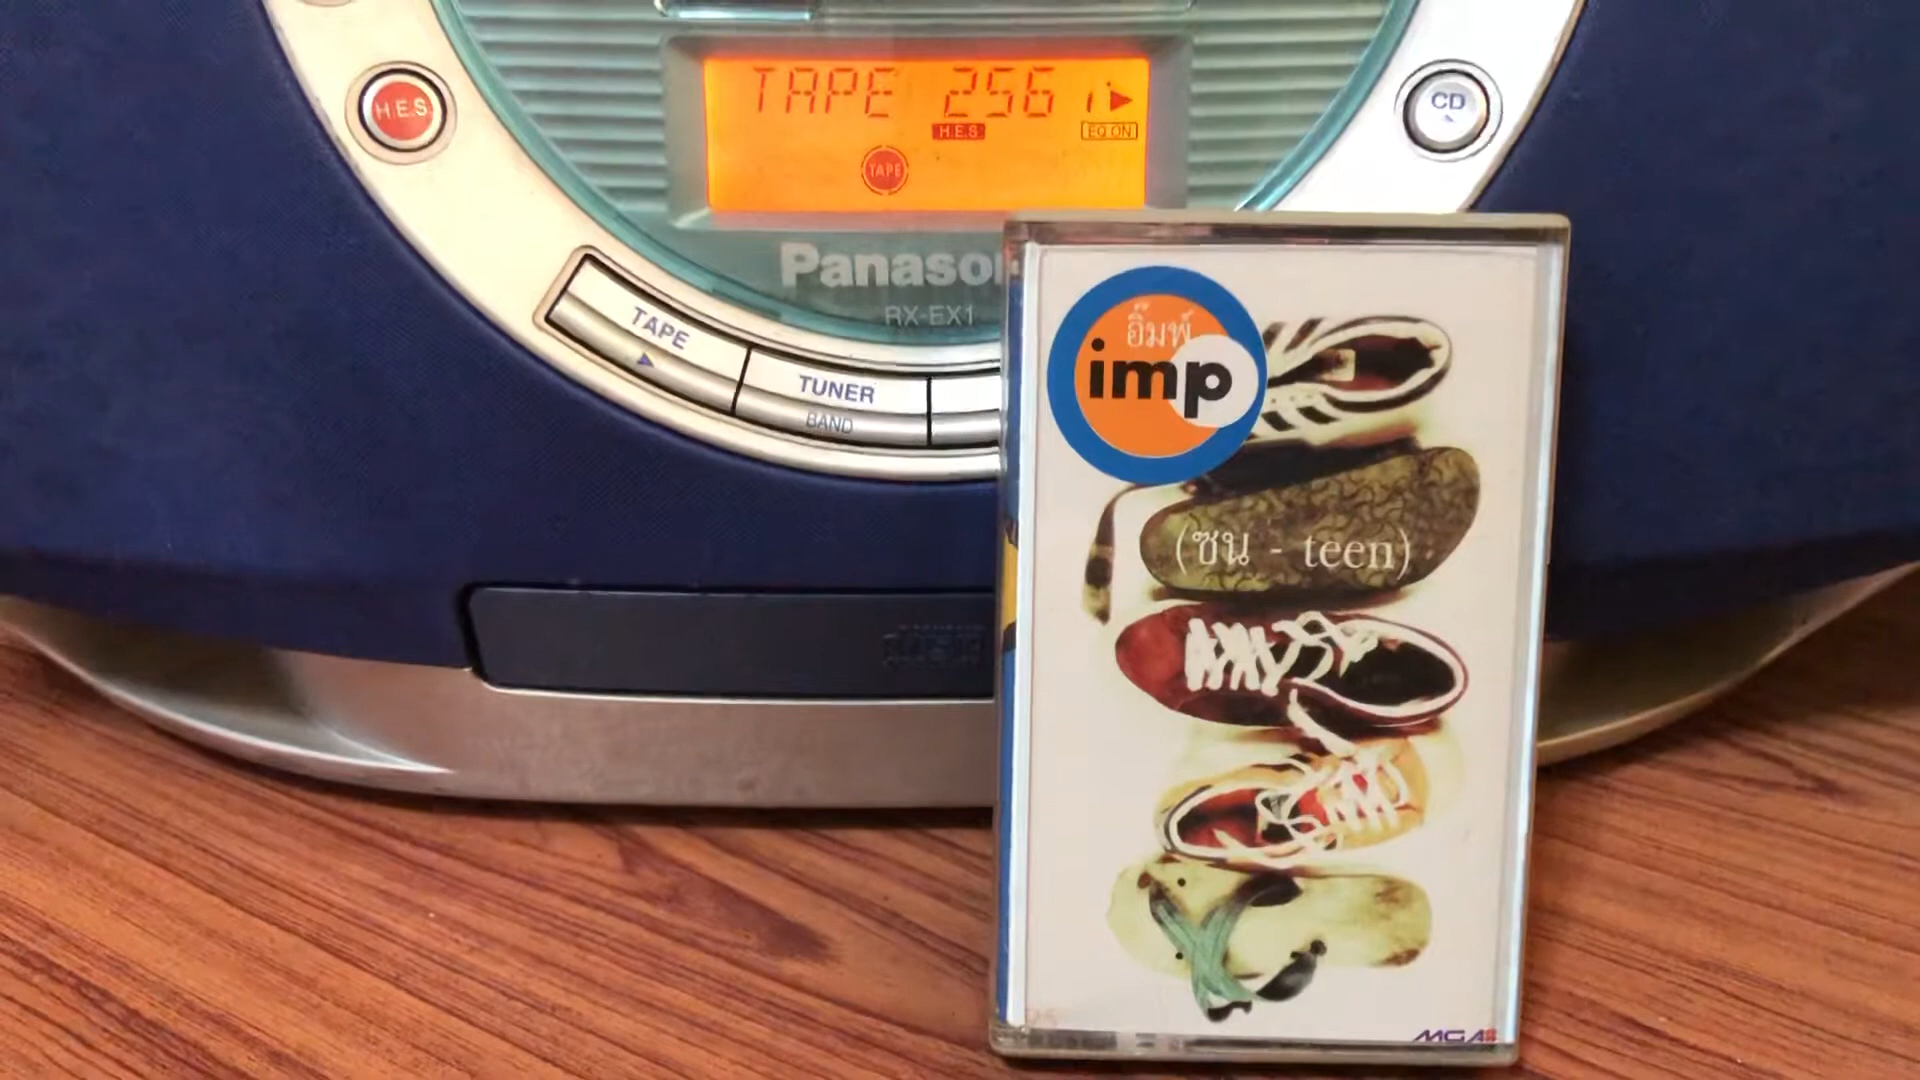 H.E.S
TAPE 256
H.E.S
EQ ON
TAPE
CD
Panaso
RX-EX1
TAPE
TUNER
BAND
อิ๊มพ์
imp
(ซน - teen)
MGA